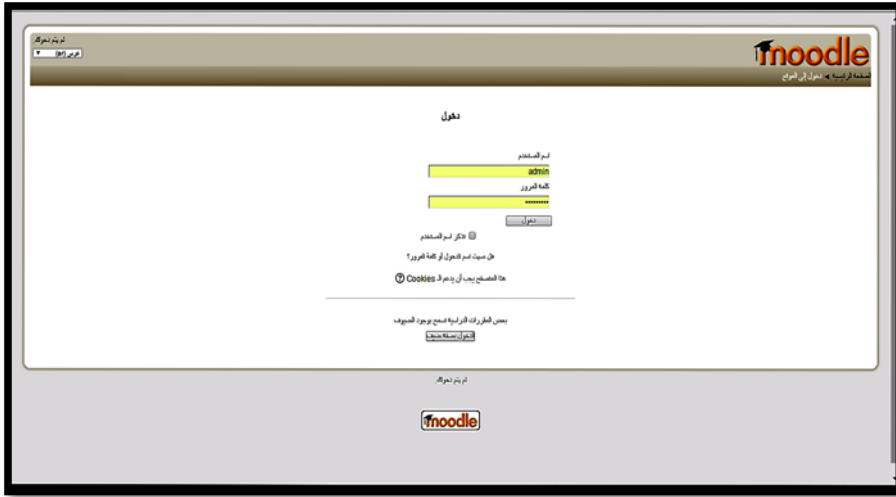 لم يتم دخولك
عربي (ar)
moodle
الصفحة الرئيسية ◄ دخول إلى الموقع
دخول
اسم المستخدم
admin
كلمة المرور
•••••••••
دخول
تذكر اسم المستخدم
هل نسيت اسم الدخول أو كلمة المرور؟
هذا المتصفح يجب أن يدعم الـ Cookies
بعض المقررات الدراسية تسمح بوجود الضيوف
الدخول بصفة ضيف
لم يتم دخولك
moodle